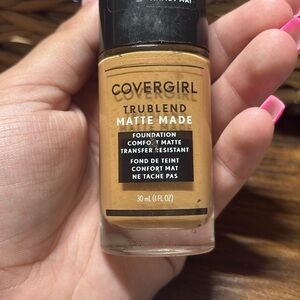 COVERGIRL
TRUBLEND
MATTE MADE
FOUNDATION
COMFORT MATTE
TRANSFER RESISTANT
FOND DE TEINT
CONFORT MAT
NE TACHE PAS
30 mL (1 FL OZ)